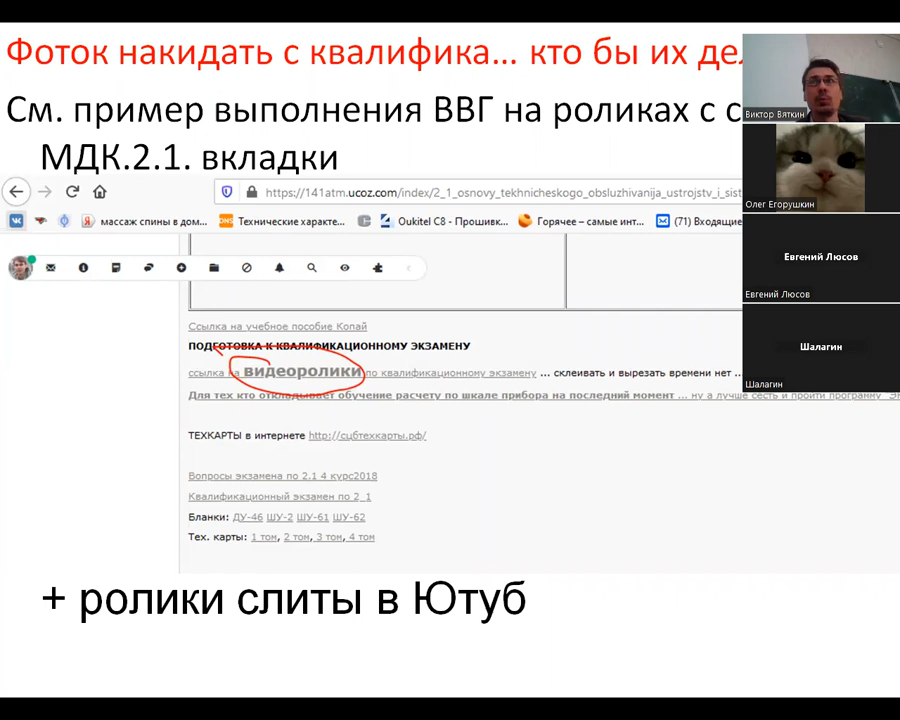 Фоток накидать с квалифика... кто бы их
См. пример выполнения ВВГ на роликах с
МДК.2.1. вкладки
https://141atm.ucoz.com/index/2_1_osnovy_tekhnicheskogo_obsluzhivanija_ustrojstv_i_sist
массаж спины в дом... Технические характе... Oukitel C8 - Прошивк... Горячее – самые инт... (71) Входящие
Ссылка на учебное пособие Копай
ПОДГОТОВКА К КВАЛИФИКАЦИОННОМУ ЭКЗАМЕНУ
ссылка на видеоролики по квалификационному экзамену ... склеивать и вырезать времени нет ..
Для тех кто откладывает обучение расчету по шкале прибора на последний момент ... ну а лучше сесть и пройти программу
ТЕХКАРТЫ в интернете http://сцбтехкарты.рф/
Вопросы экзамена по 2.1 4 курс2018
Квалификационный экзамен по 2_1
Бланки: ДУ-46 ШУ-2 ШУ-61 ШУ-62
Тех. карты: 1 том, 2 том, 3 том, 4 том
+ ролики слиты в Ютуб
Виктор Вяткин
Олег Егорушкин
Евгений Люсов
Евгений Люсов
Шалагин
Шалагин